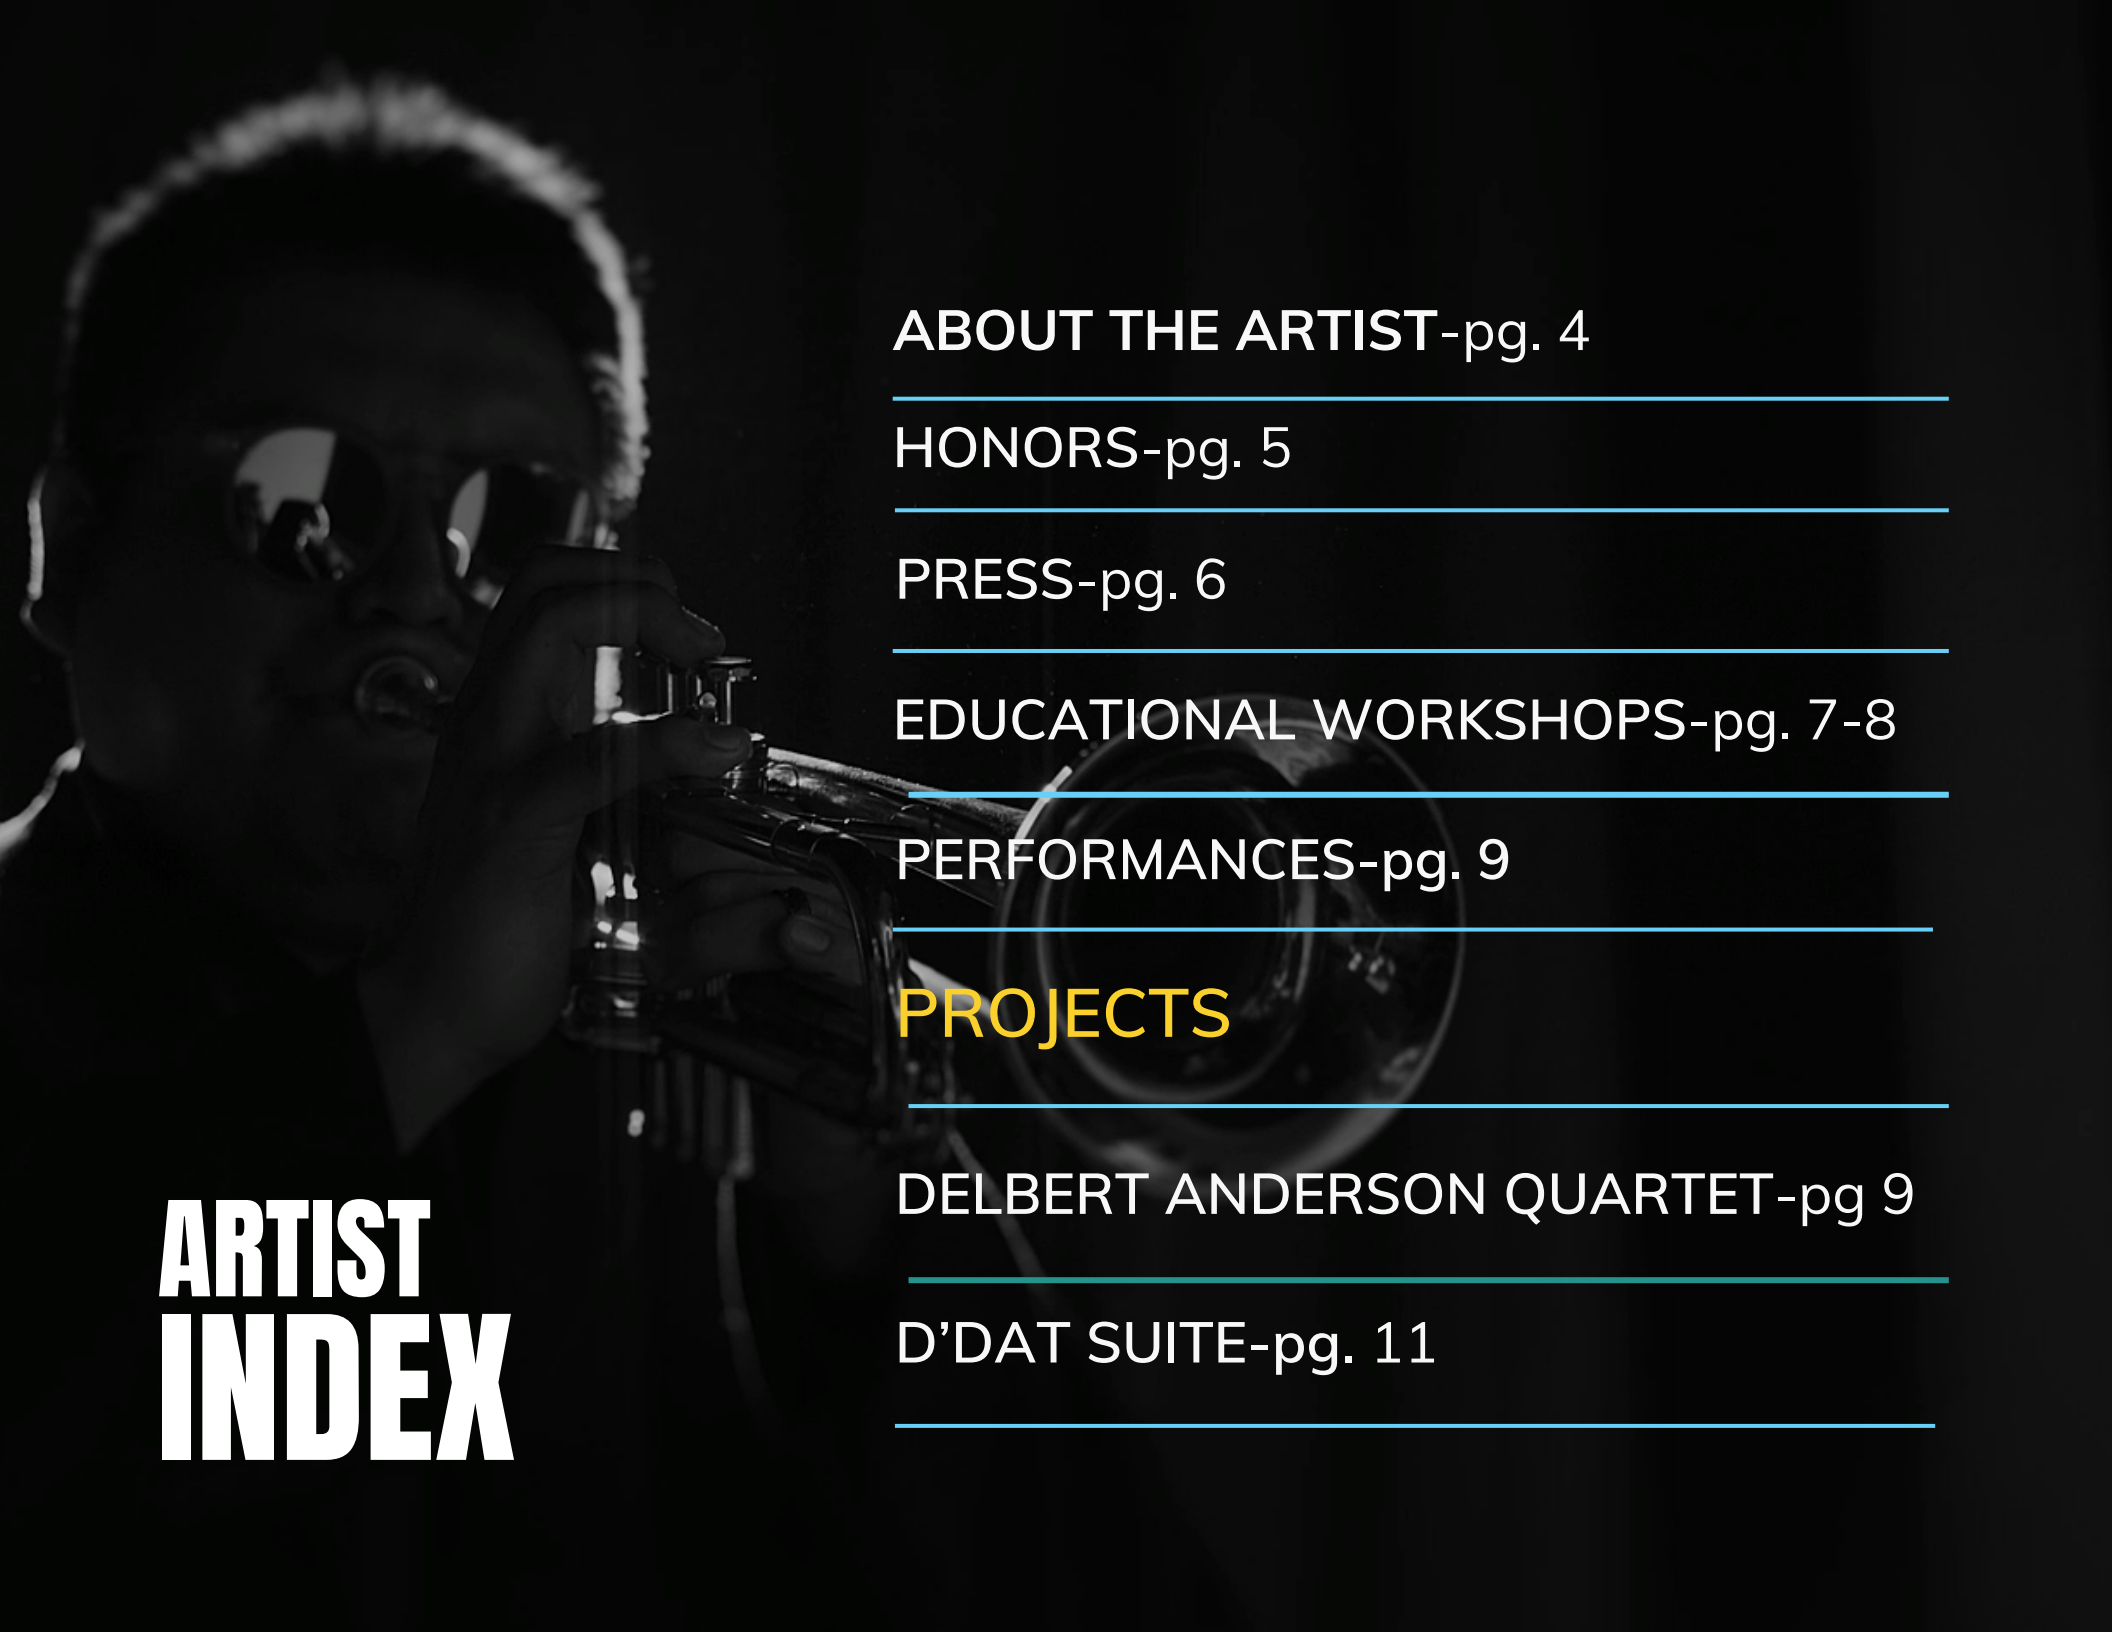 ABOUT THE ARTIST-pg. 4
HONORS-pg. 5
PRESS-pg. 6
EDUCATIONAL WORKSHOPS-pg. 7-8
PERFORMANCES-pg. 9
PROJECTS
DELBERT ANDERSON QUARTET-pg 9
D’DAT SUITE-pg. 11
ARTIST
INDEX